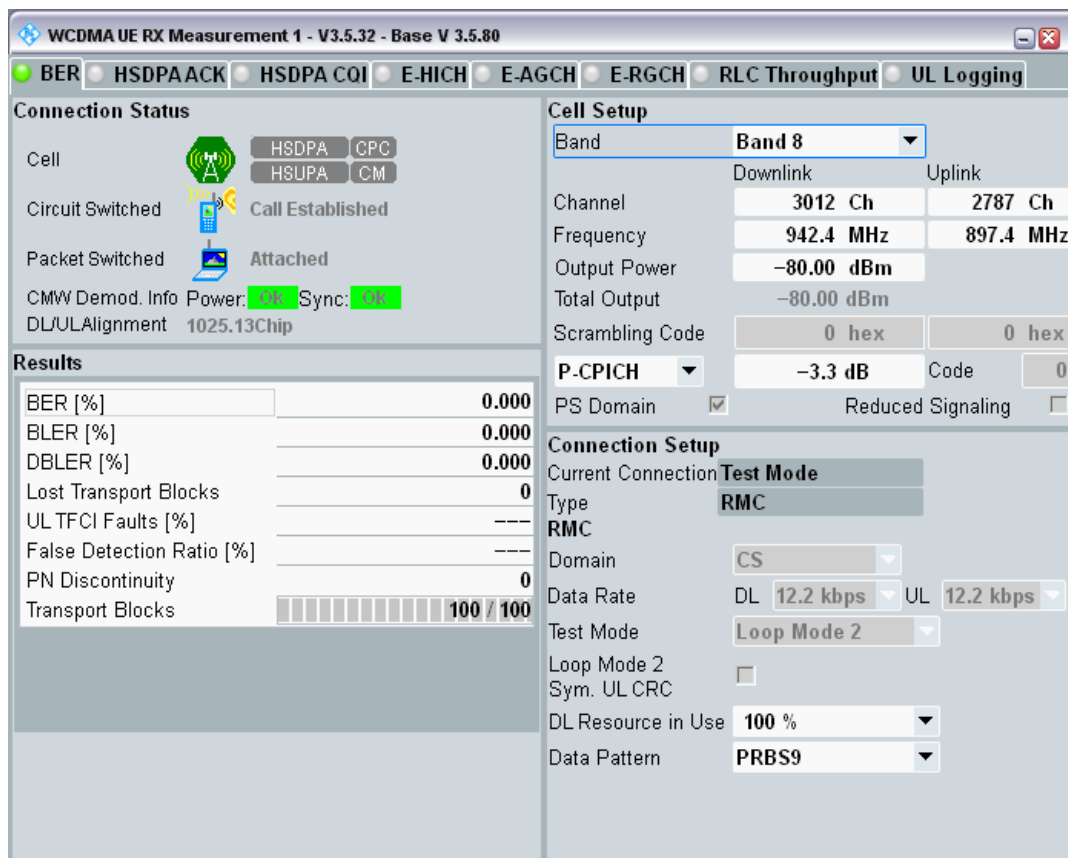 WCDMA UE RX Measurement 1 - V3.5.32 - Base V 3.5.80
BER HSDPA ACK HSDPA CQI E-HICH E-AGCH E-RGCH RLC Throughput UL Logging
Connection Status
Cell HSDPA CPC
HSUPA CM
Circuit Switched Call Established
Packet Switched Attached
CMW Demod. Info Power: Ok Sync: Ok
DL/UL Alignment 1025.13Chip
Results
BER [%] 0.000
BLER [%] 0.000
DBLER [%] 0.000
Lost Transport Blocks 0
UL TFCI Faults [%] ---
False Detection Ratio [%] ---
PN Discontinuity 0
Transport Blocks 100 / 100
Cell Setup
Band Band 8
Downlink Uplink
Channel 3012 Ch 2787 Ch
Frequency 942.4 MHz 897.4 MHz
Output Power −80.00 dBm
Total Output −80.00 dBm
Scrambling Code 0 hex 0 hex
P-CPICH −3.3 dB Code 0
PS Domain Reduced Signaling
Connection Setup
Current Connection Test Mode
Type RMC
RMC
Domain CS
Data Rate DL 12.2 kbps UL 12.2 kbps
Test Mode Loop Mode 2
Loop Mode 2
Sym. UL CRC
DL Resource in Use 100 %
Data Pattern PRBS9